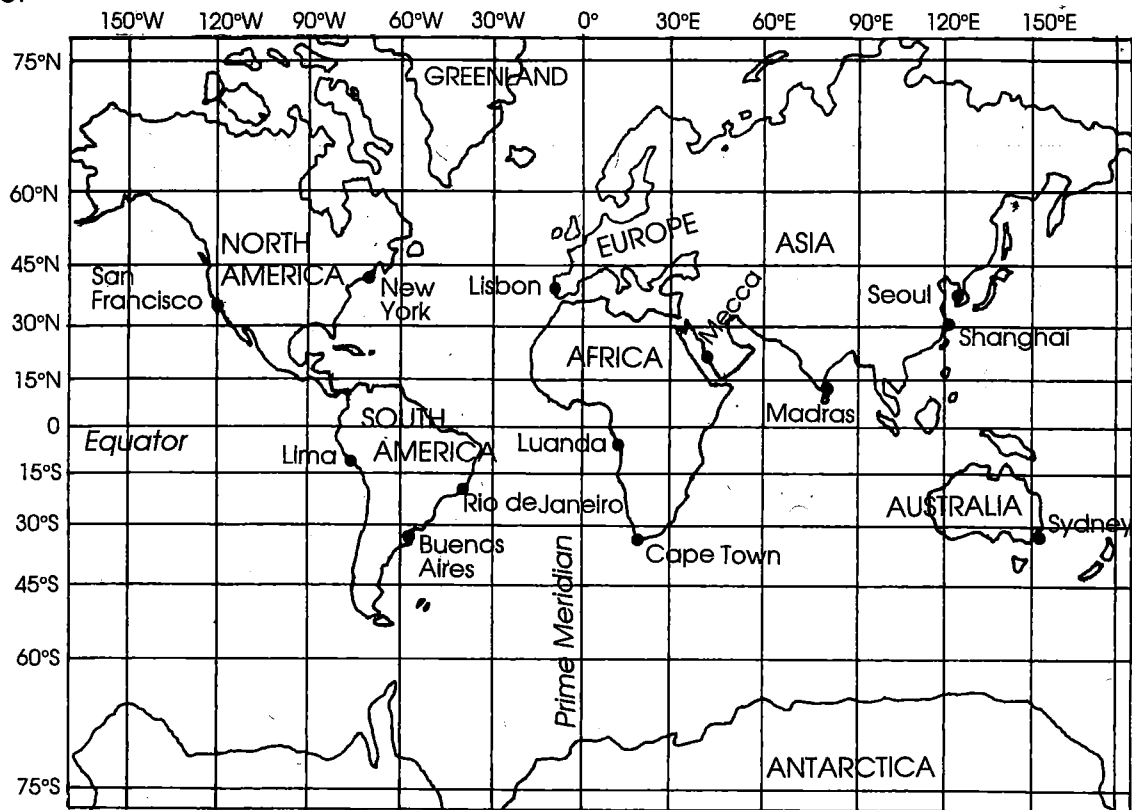 150°W 120°W 90°W 60°W 30°W 0° 30°E 60°E 90°E 120°E 150°E
75°N
GREENLAND
60°N
NORTH
AMERICA
EUROPE
ASIA
45°N
San
Francisco
New
York
Lisbon
Mecca
Seoul
30°N
Shanghai
AFRICA
15°N
Madras
SOUTH
AMERICA
0
Equator
Lima
Luanda
15°S
Rio de Janeiro
AUSTRALIA
30°S
Sydney
Buenos
Aires
Cape Town
Prime Meridian
45°S
60°S
ANTARCTICA
75°S